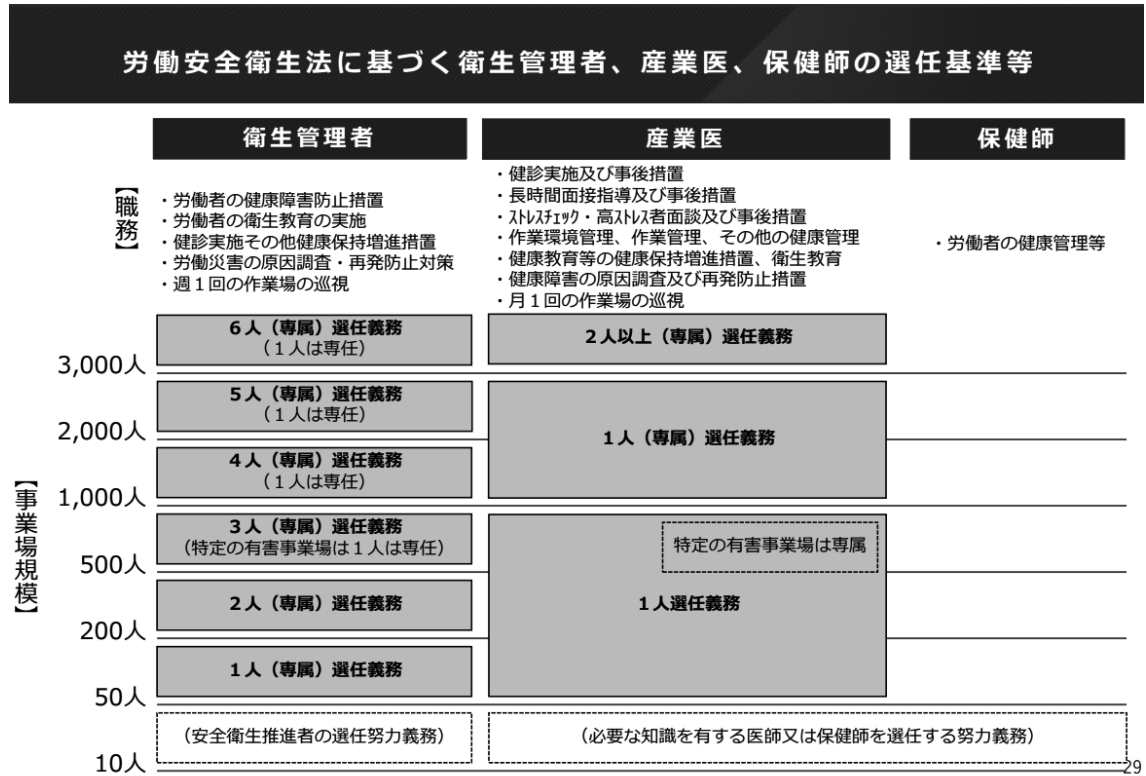 労働安全衛生法に基づく衛生管理者、産業医、保健師の選任基準等
衛生管理者
産業医
保健師
【職務】
・労働者の健康障害防止措置
・労働者の衛生教育の実施
・健診実施その他健康保持増進措置
・労働災害の原因調査・再発防止対策
・週1回の作業場の巡視
・健診実施及び事後措置
・長時間面接指導及び事後措置
・ｽﾄﾚｽﾁｪｯｸ・高ｽﾄﾚｽ者面談及び事後措置
・作業環境管理、作業管理、その他の健康管理
・健康教育等の健康保持増進措置、衛生教育
・健康障害の原因調査及び再発防止措置
・月1回の作業場の巡視
・労働者の健康管理等
【事業場規模】
6人（専属）選任義務
（1人は専任）
2人以上（専属）選任義務
3,000人
5人（専属）選任義務
（1人は専任）
2,000人
1人（専属）選任義務
4人（専属）選任義務
（1人は専任）
1,000人
3人（専属）選任義務
（特定の有害事業場は1人は専任）
特定の有害事業場は専属
500人
2人（専属）選任義務
1人選任義務
200人
1人（専属）選任義務
50人
（安全衛生推進者の選任努力義務）
（必要な知識を有する医師又は保健師を選任する努力義務）
10人
29